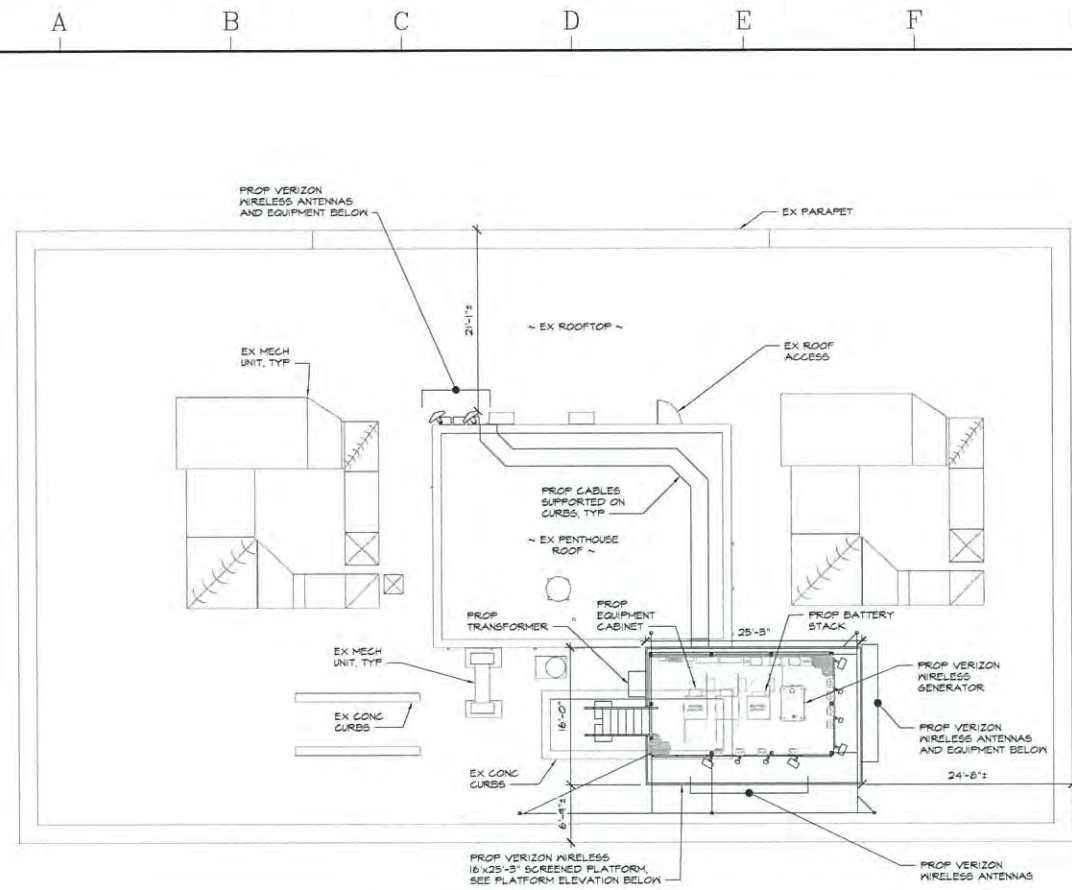 A B C D E F
PROP VERIZON
WIRELESS ANTENNAS
AND EQUIPMENT BELOW
EX PARAPET
21'-1"±
~ EX ROOFTOP ~
EX MECH
UNIT, TYP
EX ROOF
ACCESS
PROP CABLES
SUPPORTED ON
CURBS, TYP
~ EX PENTHOUSE
ROOF ~
PROP
TRANSFORMER
PROP
EQUIPMENT
CABINET
PROP BATTERY
STACK
25'-3"
EX MECH
UNIT, TYP
PROP VERIZON
WIRELESS
GENERATOR
EX CONC
CURBS
16'-0"
PROP VERIZON
WIRELESS ANTENNAS
AND EQUIPMENT BELOW
EX CONC
CURBS
24'-8"±
6'-9"±
PROP VERIZON WIRELESS
16'x25'-3" SCREENED PLATFORM,
SEE PLATFORM ELEVATION BELOW
PROP VERIZON
WIRELESS ANTENNAS